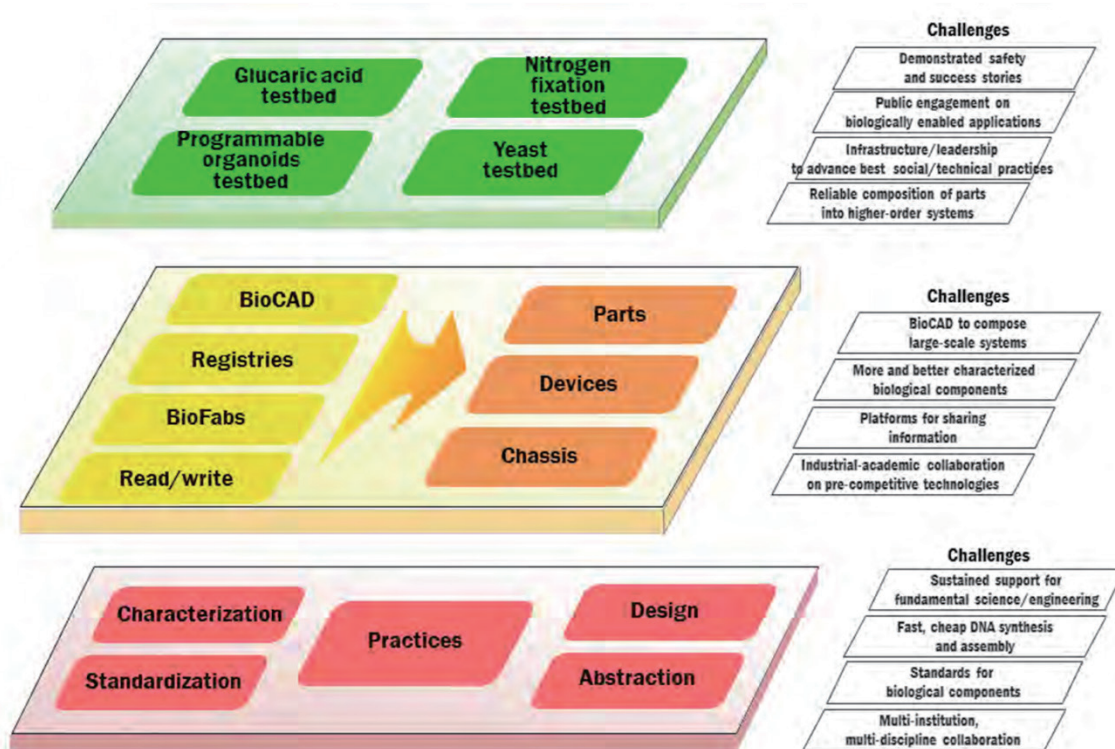 Glucaric acid
testbed
Nitrogen
fixation
testbed
Programmable
organoids
testbed
Yeast
testbed
Challenges
Demonstrated safety
and success stories
Public engagement on
biologically enabled applications
Infrastructure/leadership
to advance best social/technical practices
Reliable composition of parts
into higher-order systems
BioCAD
Registries
BioFabs
Read/write
Parts
Devices
Chassis
Challenges
BioCAD to compose
large-scale systems
More and better characterized
biological components
Platforms for sharing
information
Industrial-academic collaboration
on pre-competitive technologies
Characterization
Standardization
Practices
Design
Abstraction
Challenges
Sustained support for
fundamental science/engineering
Fast, cheap DNA synthesis
and assembly
Standards for
biological components
Multi-institution,
multi-discipline collaboration